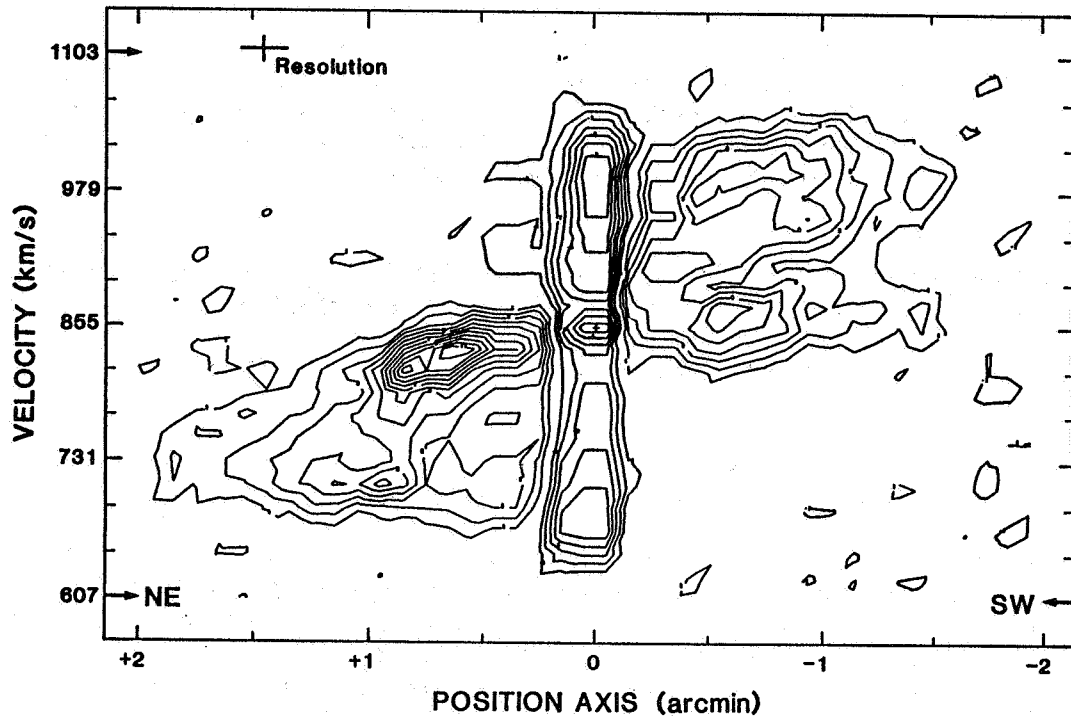 1103
Resolution
979
VELOCITY (km/s)
855
731
607
NE
SW
+2
+1
0
-1
-2
POSITION AXIS (arcmin)